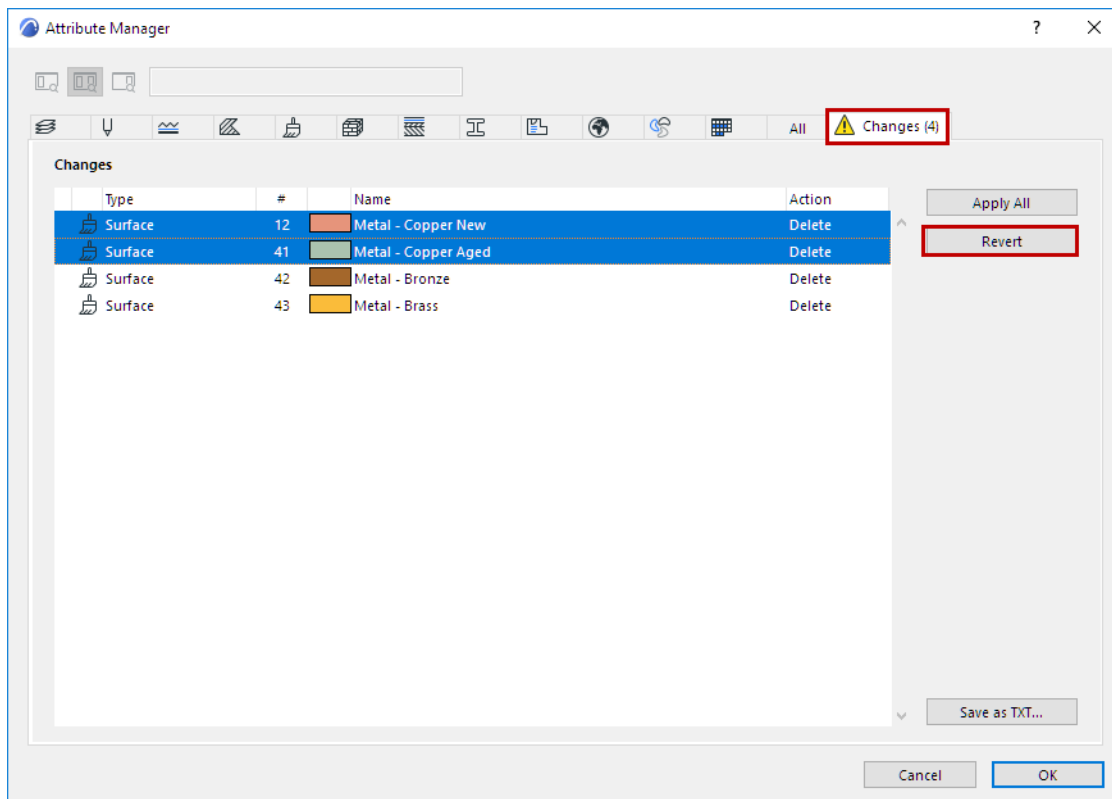 Attribute Manager
?
All
Changes (4)
Changes
Type # Name Action
Apply All
Surface 12 Metal - Copper New Delete
Revert
Surface 41 Metal - Copper Aged Delete
Surface 42 Metal - Bronze Delete
Surface 43 Metal - Brass Delete
Save as TXT...
Cancel
OK